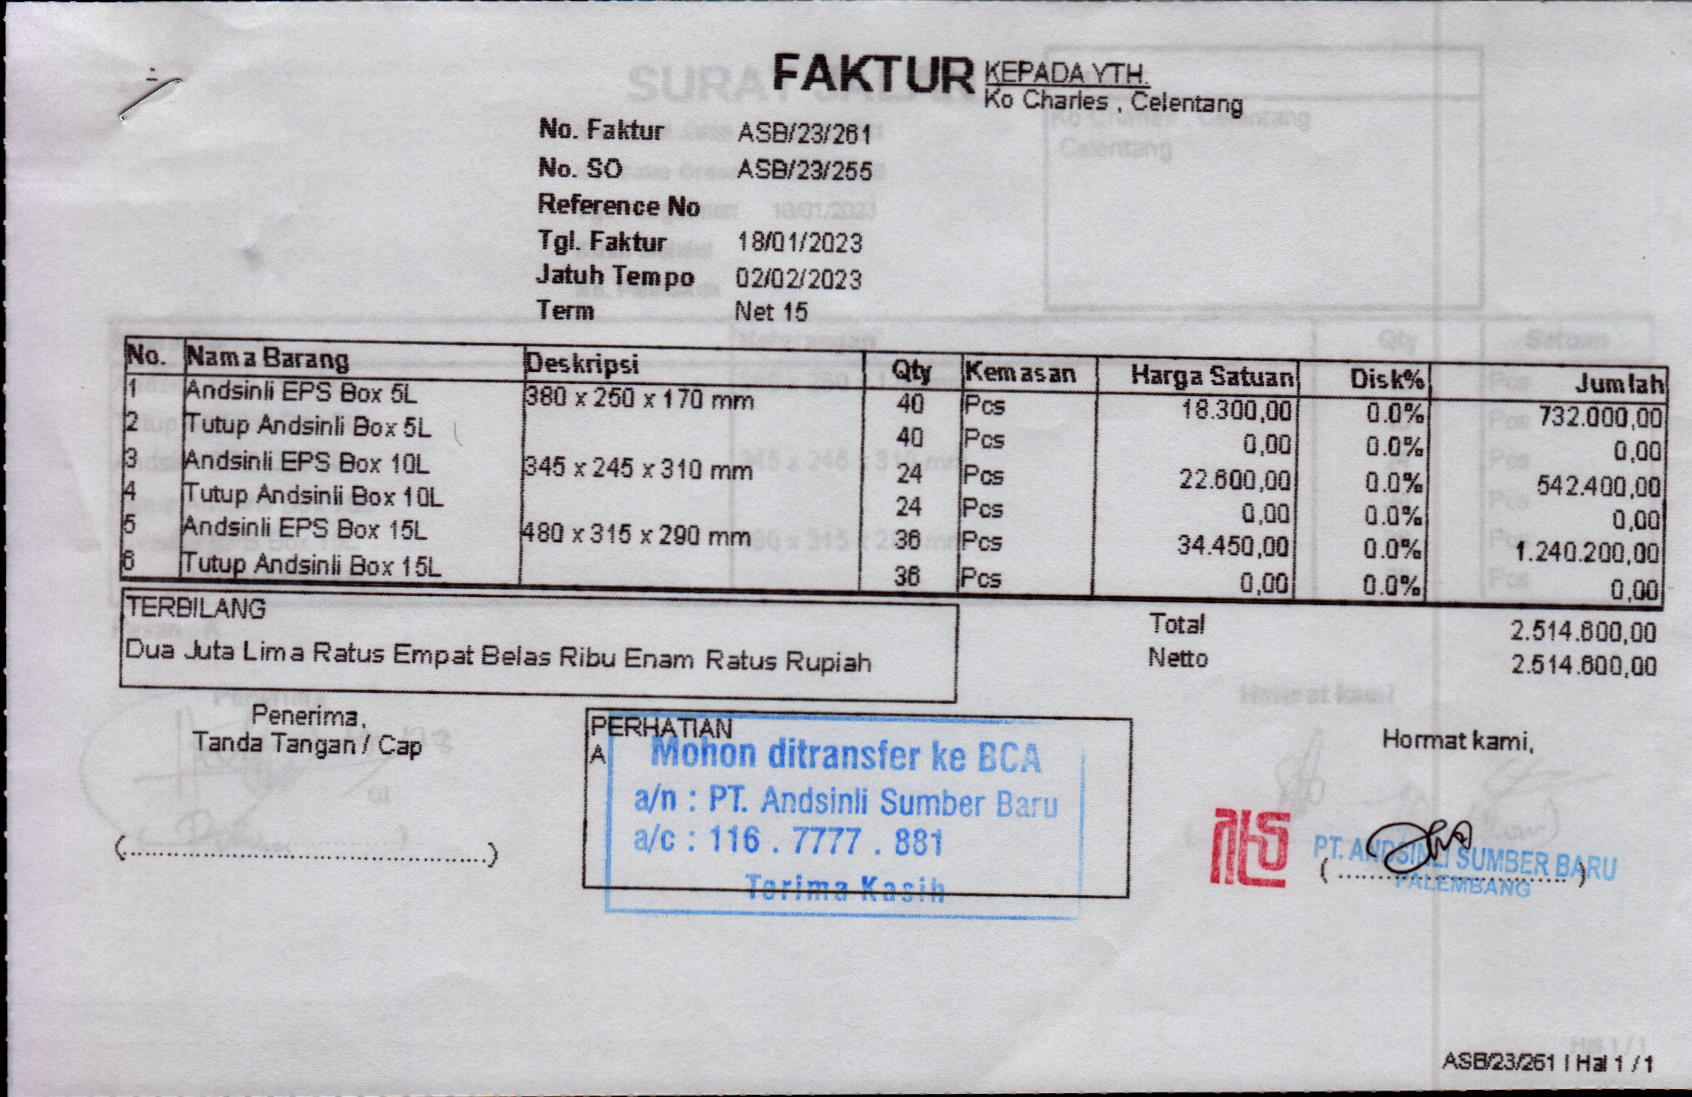 FAKTUR
KEPADA YTH.
Ko Charles , Celentang
No. Faktur ASB/23/261
No. SO ASB/23/255
Reference No
Tgl. Faktur 18/01/2023
Jatuh Tempo 02/02/2023
Term Net 15
No. Nama Barang Deskripsi Qty Kemasan Harga Satuan Disk% Jumlah
1 Andsinli EPS Box 5L 380 x 250 x 170 mm 40 Pcs 18.300,00 0.0% 732.000,00
2 Tutup Andsinli Box 5L 40 Pcs 0,00 0.0% 0,00
3 Andsinli EPS Box 10L 345 x 245 x 310 mm 24 Pcs 22.600,00 0.0% 542.400,00
4 Tutup Andsinli Box 10L 24 Pcs 0,00 0.0% 0,00
5 Andsinli EPS Box 15L 480 x 315 x 290 mm 36 Pcs 34.450,00 0.0% 1.240.200,00
6 Tutup Andsinli Box 15L 36 Pcs 0,00 0.0% 0,00
TERBILANG
Dua Juta Lima Ratus Empat Belas Ribu Enam Ratus Rupiah
Total 2.514.600,00
Netto 2.514.600,00
Penerima,
Tanda Tangan / Cap
PERHATIAN
A
Mohon ditransfer ke BCA
a/n : PT. Andsinli Sumber Baru
a/c : 116 . 7777 . 881
Terima Kasih
Hormat kami,
PT. ANDSINLI SUMBER BARU
PALEMBANG
ASB/23/261 | Hal 1 / 1